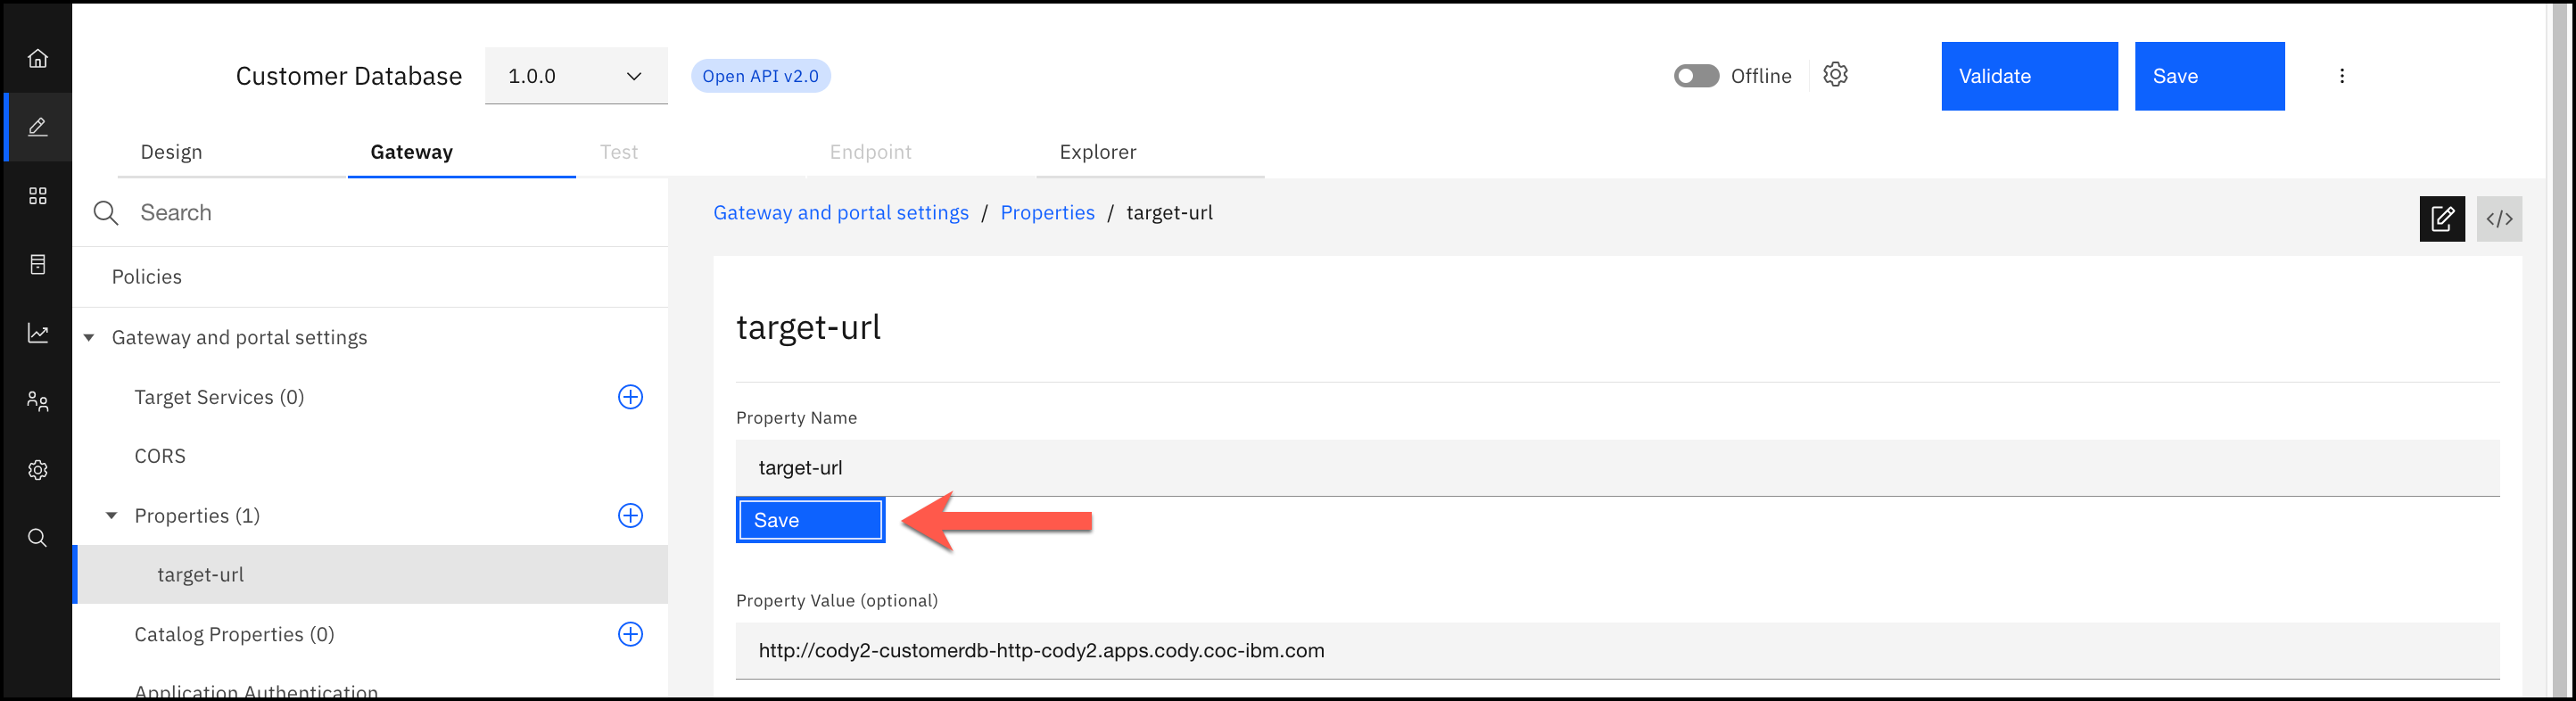 Customer Database
1.0.0
Open API v2.0
Offline
Validate
Save
Design
Gateway
Test
Endpoint
Explorer
Search
Policies
Gateway and portal settings
Target Services (0)
CORS
Properties (1)
target-url
Catalog Properties (0)
Application Authentication
Gateway and portal settings / Properties / target-url
</>
target-url
Property Name
target-url
Save
Property Value (optional)
http://cody2-customerdb-http-cody2.apps.cody.coc-ibm.com